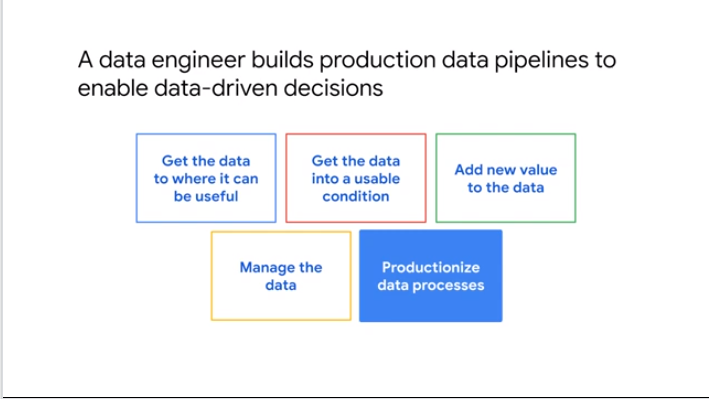 A data engineer builds production data pipelines to
enable data-driven decisions
Get the data
to where it can
be useful
Get the data
into a usable
condition
Add new value
to the data
Manage the
data
Productionize
data processes